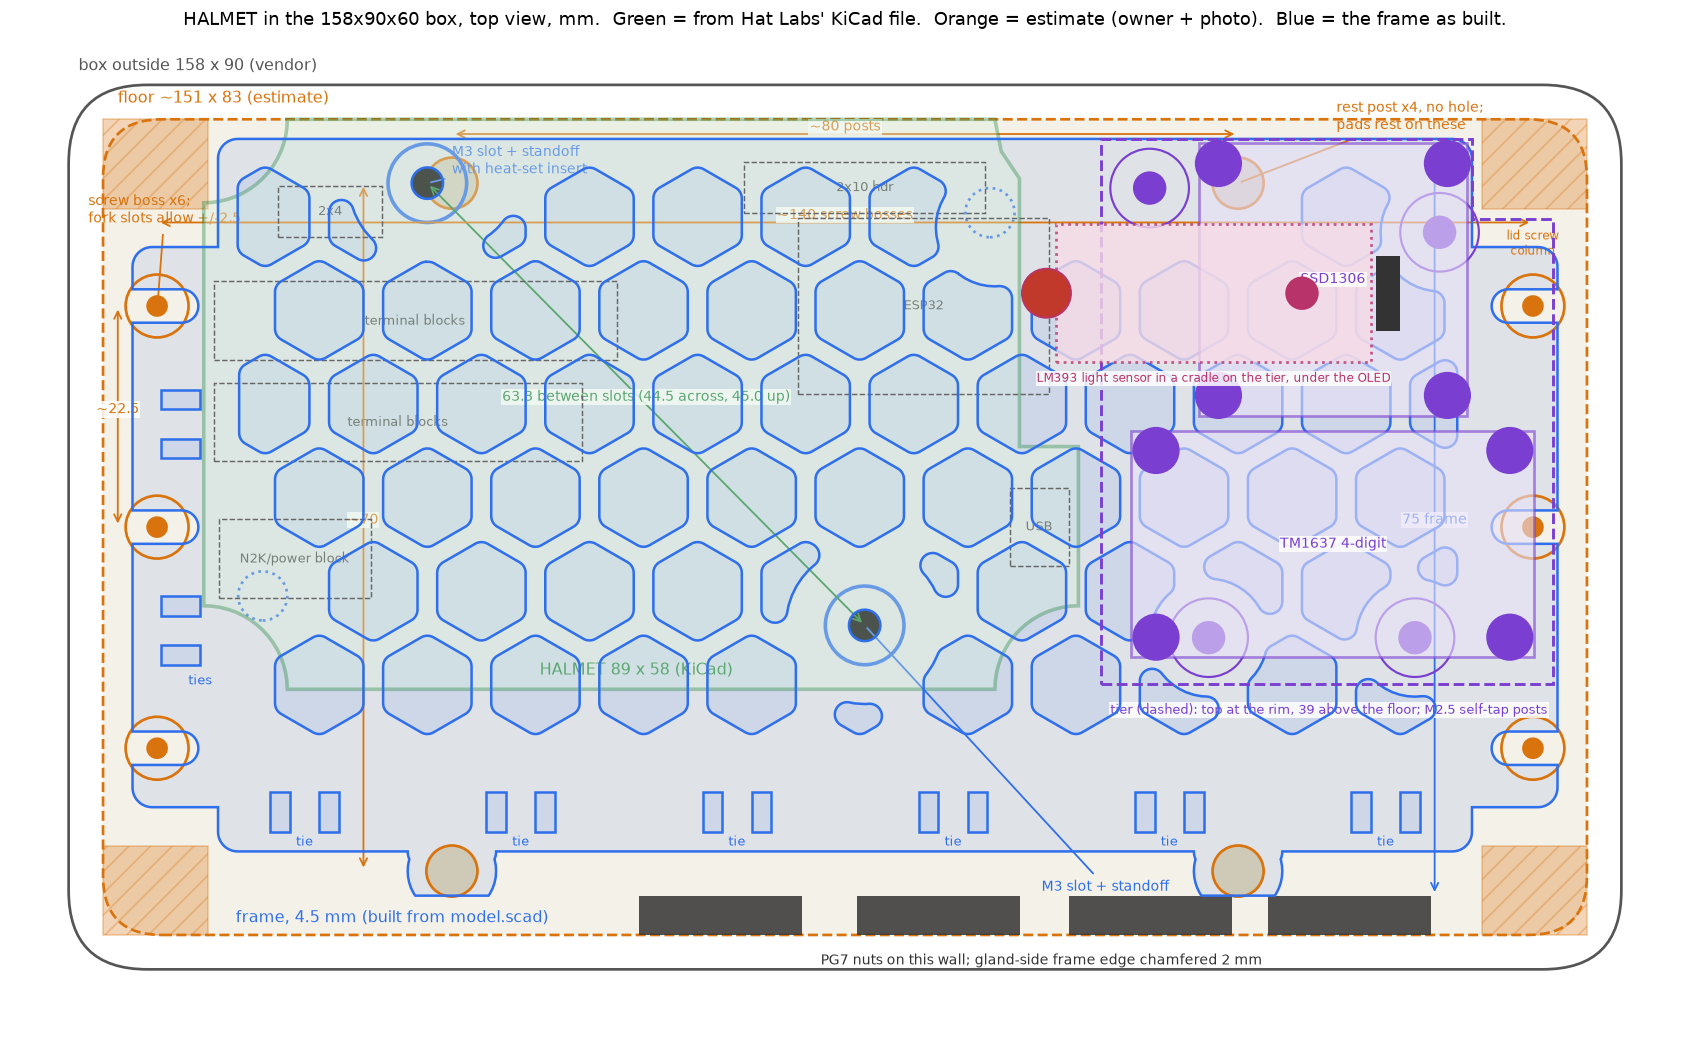 HALMET in the 158x90x60 box, top view, mm.  Green = from Hat Labs' KiCad file.  Orange = estimate (owner + photo).  Blue = the frame as built.
box outside 158 x 90 (vendor)
floor ~151 x 83 (estimate)
rest post x4, no hole;
pads rest on these
~80 posts
M3 slot + standoff
with heat-set insert
2x10 hdr
screw boss x6;
fork slots allow +/-2.5
2x4
~140 screw bosses
lid screw
column
SSD1306
ESP32
terminal blocks
LM393 light sensor in a cradle on the tier, under the OLED
63.3 between slots (44.5 across, 45.0 up)
~22.5
terminal blocks
~70
75 frame
USB
TM1637 4-digit
N2K/power block
HALMET 89 x 58 (KiCad)
ties
tier (dashed): top at the rim, 39 above the floor; M2.5 self-tap posts
tie
tie
tie
tie
tie
tie
M3 slot + standoff
frame, 4.5 mm (built from model.scad)
PG7 nuts on this wall; gland-side frame edge chamfered 2 mm